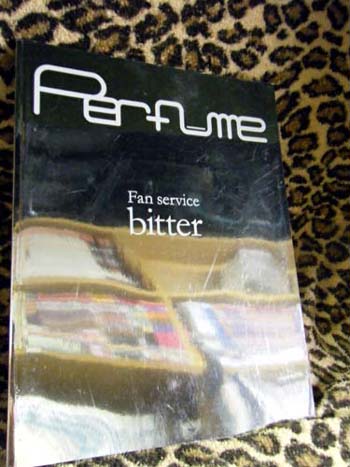 Perfume
Fan service
bitter